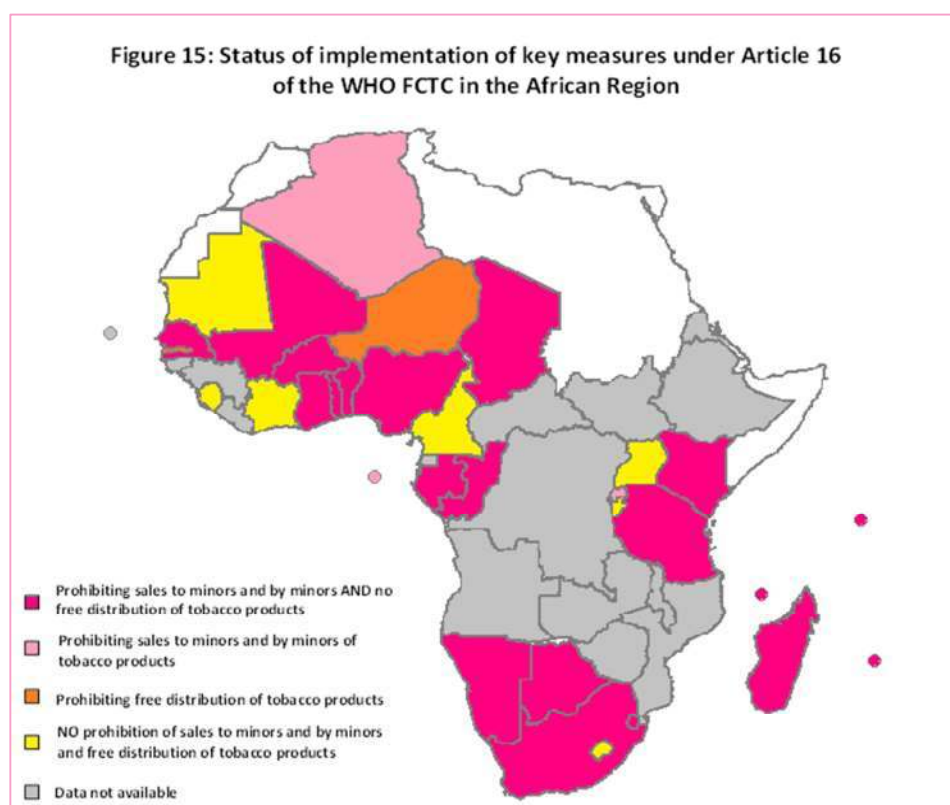 Figure 15: Status of implementation of key measures under Article 16
of the WHO FCTC in the African Region
Prohibiting sales to minors and by minors AND no
free distribution of tobacco products
Prohibiting sales to minors and by minors of
tobacco products
Prohibiting free distribution of tobacco products
NO prohibition of sales to minors and by minors
and free distribution of tobacco products
Data not available